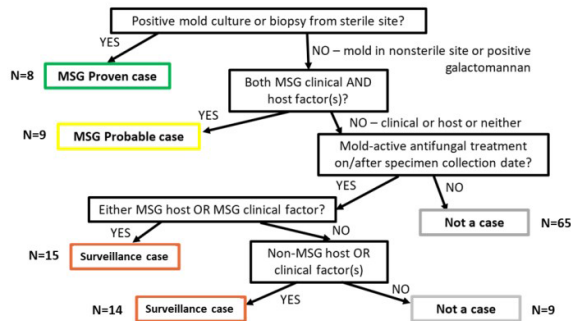 Positive mold culture or biopsy from sterile site?
YES
NO – mold in nonsterile site or positive
galactomannan
N=8
MSG Proven case
Both MSG clinical AND
host factor(s)?
YES
NO – clinical or host or neither
N=9
MSG Probable case
Mold-active antifungal treatment
on/after specimen collection date?
YES
NO
Either MSG host OR MSG clinical factor?
Not a case
N=65
YES
NO
N=15
Surveillance case
Non-MSG host OR
clinical factor(s)
YES
NO
N=14
Surveillance case
Not a case
N=9